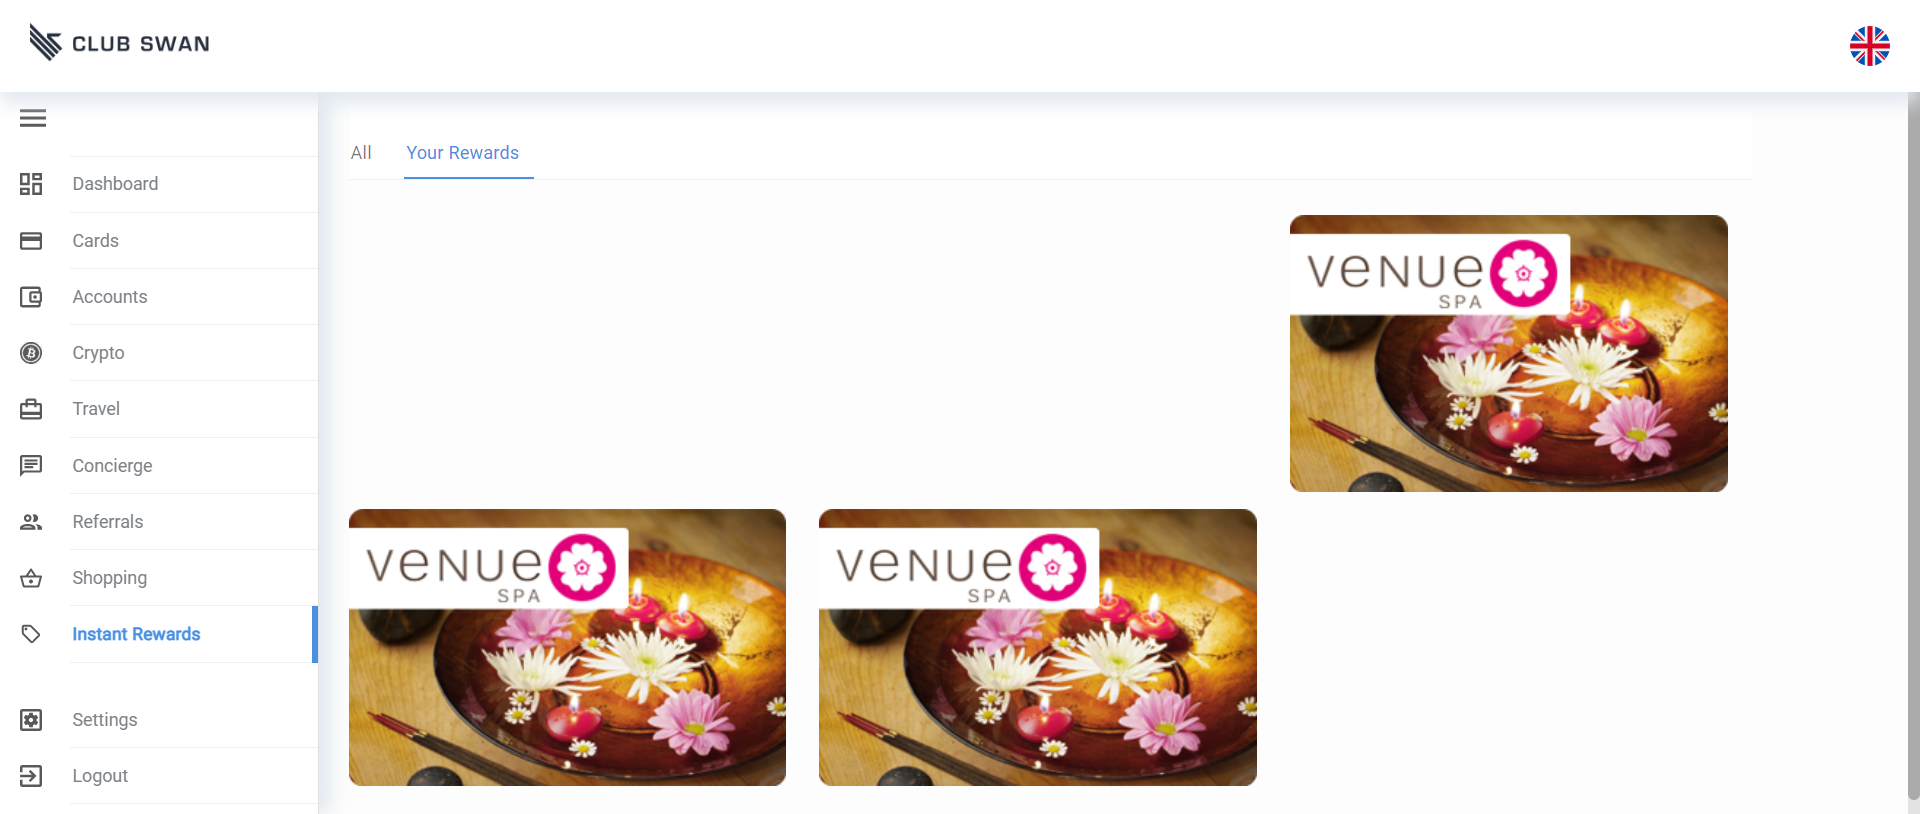 CLUB SWAN
All
Your Rewards
Dashboard
Cards
Accounts
Crypto
Travel
Concierge
Referrals
Shopping
Instant Rewards
Settings
Logout
venue
SPA
venue
SPA
venue
SPA